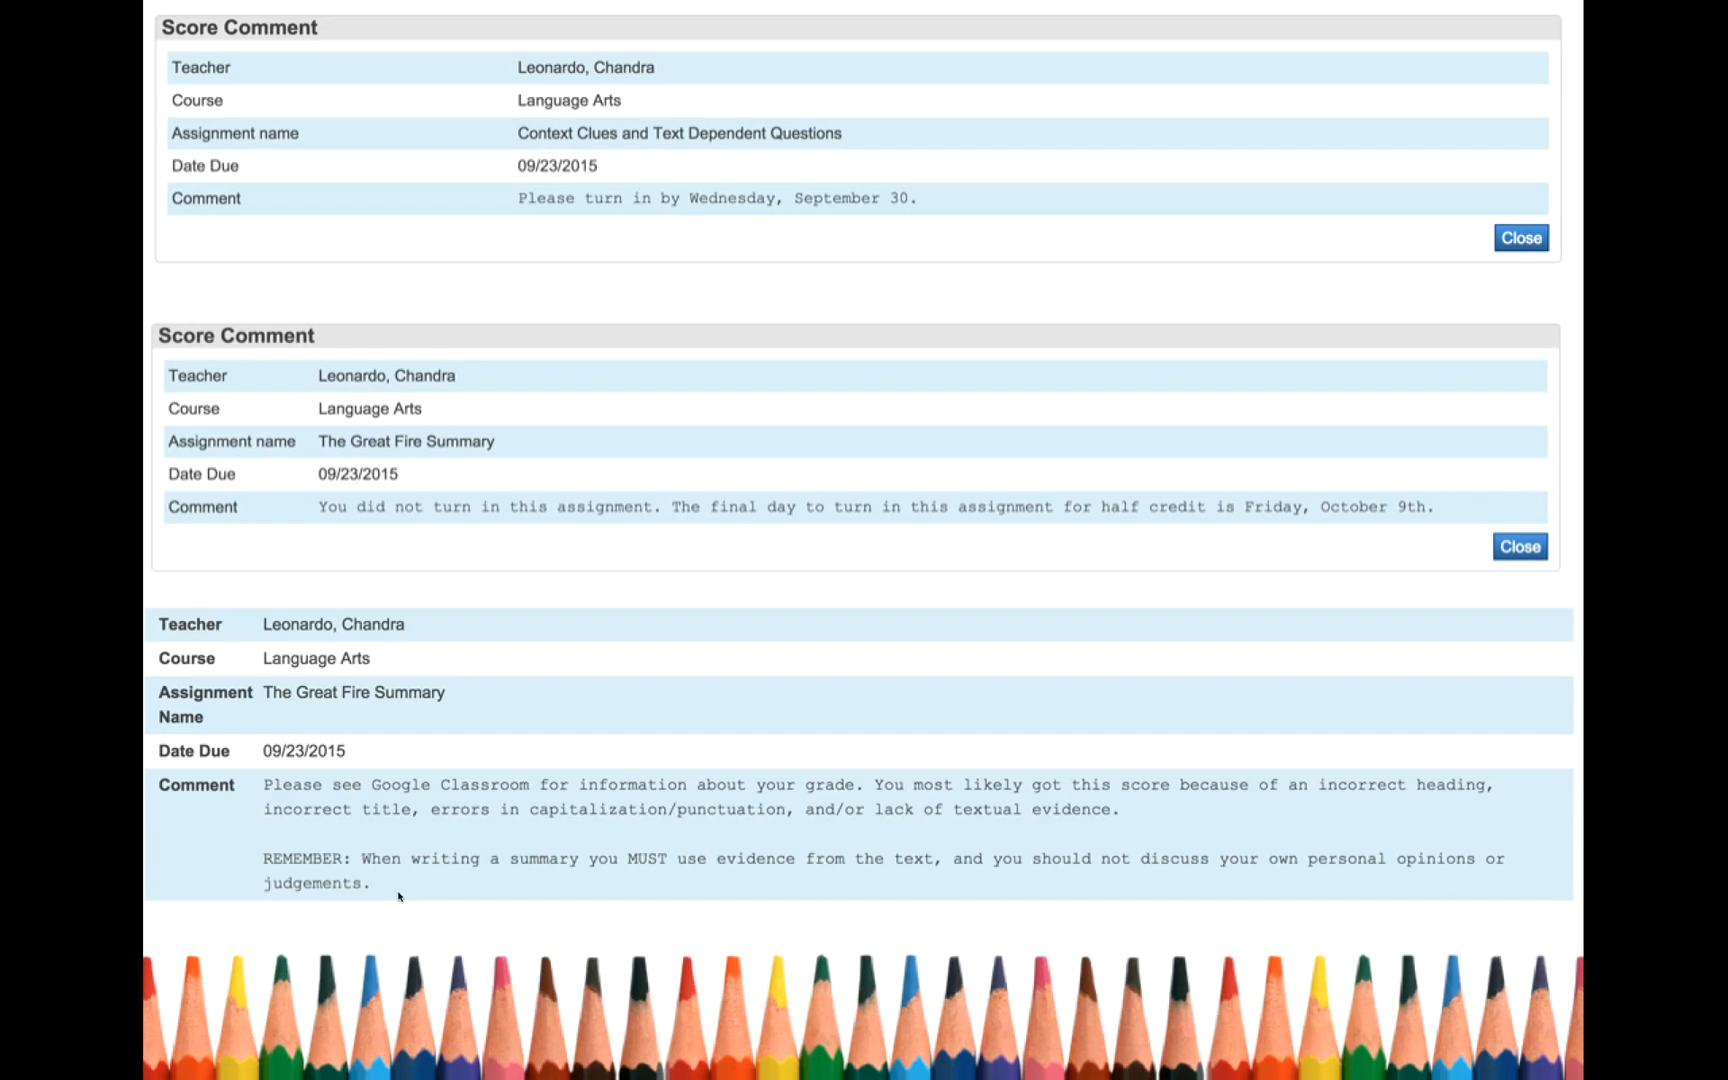 Score Comment
Teacher Leonardo, Chandra
Course Language Arts
Assignment name Context Clues and Text Dependent Questions
Date Due 09/23/2015
Comment Please turn in by Wednesday, September 30.
Close
Score Comment
Teacher Leonardo, Chandra
Course Language Arts
Assignment name The Great Fire Summary
Date Due 09/23/2015
Comment You did not turn in this assignment. The final day to turn in this assignment for half credit is Friday, October 9th.
Close
Teacher Leonardo, Chandra
Course Language Arts
Assignment The Great Fire Summary
Name
Date Due 09/23/2015
Comment Please see Google Classroom for information about your grade. You most likely got this score because of an incorrect heading,
incorrect title, errors in capitalization/punctuation, and/or lack of textual evidence.
REMEMBER: When writing a summary you MUST use evidence from the text, and you should not discuss your own personal opinions or
judgements.